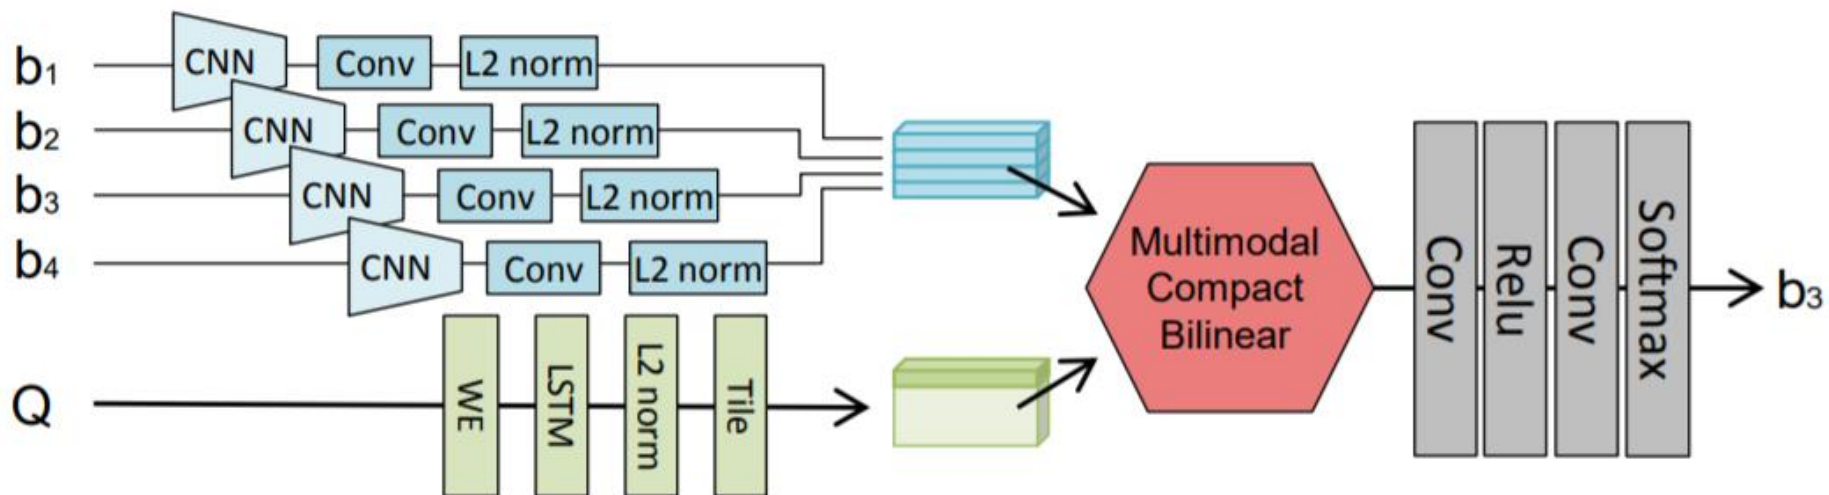 b1 CNN Conv L2 norm
b2 CNN Conv L2 norm
b3 CNN Conv L2 norm
b4 CNN Conv L2 norm
Q WE LSTM L2 norm Tile
Multimodal
Compact
Bilinear
Conv Relu Conv Softmax b3